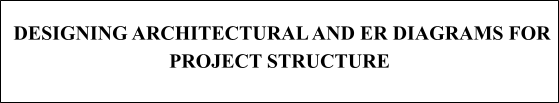 DESIGNING ARCHITECTURAL AND ER DIAGRAMS FOR
PROJECT STRUCTURE